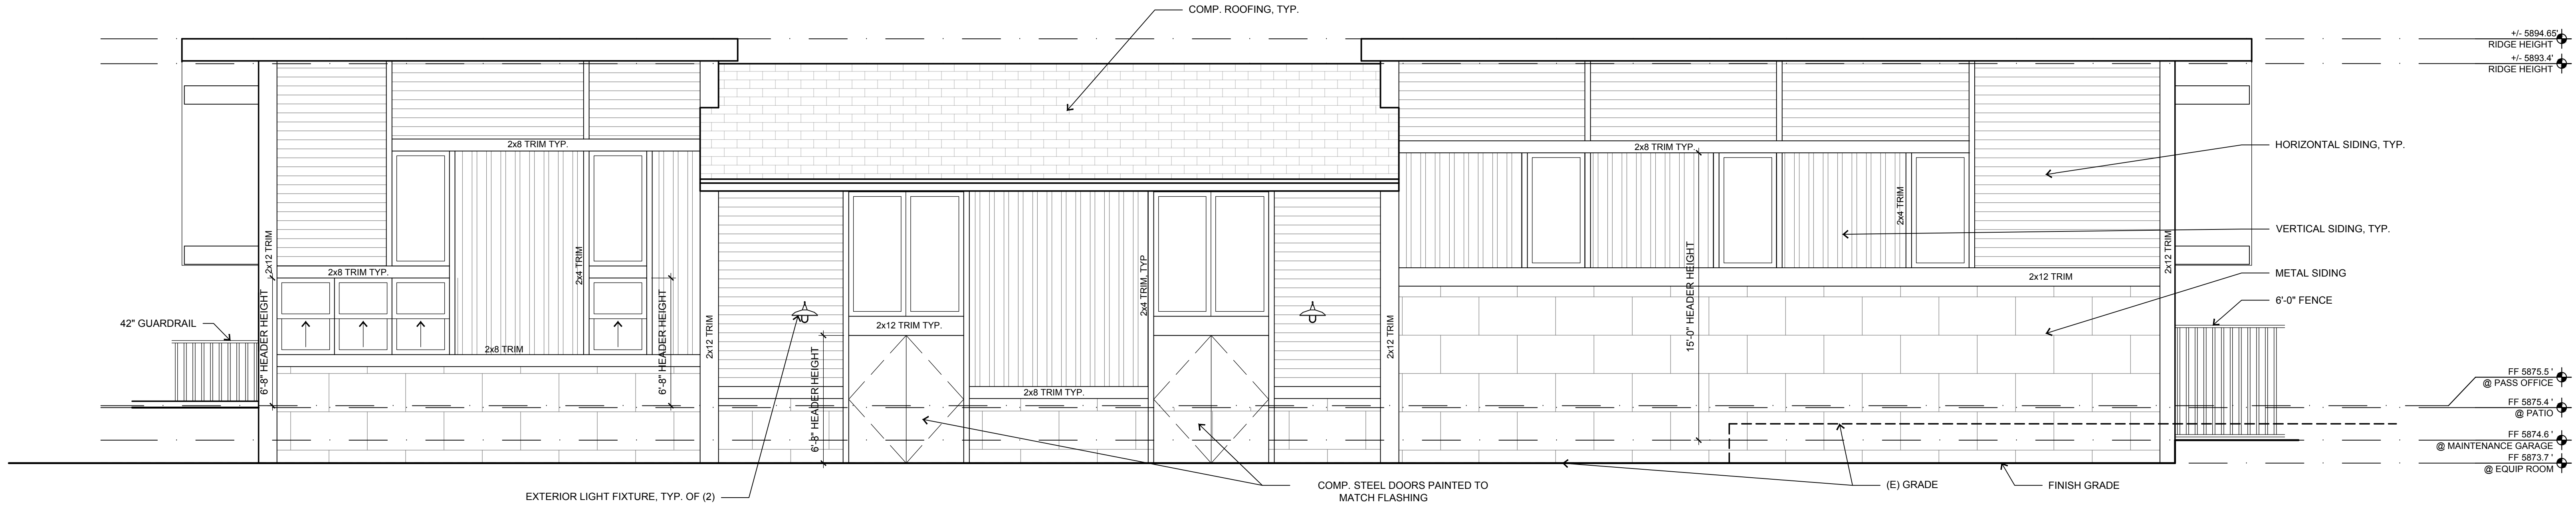 COMP. ROOFING, TYP.
+/- 5894.65'
RIDGE HEIGHT
+/- 5893.4'
RIDGE HEIGHT
2x8 TRIM TYP.
2x8 TRIM TYP.
HORIZONTAL SIDING, TYP.
2x4 TRIM
VERTICAL SIDING, TYP.
2x12 TRIM
2x8 TRIM TYP.
2x4 TRIM
2x4 TRIM, TYP
2x12 TRIM
2x12 TRIM
METAL SIDING
6'-0" FENCE
42" GUARDRAIL
6'-8" HEADER HEIGHT
2x8 TRIM
6'-8" HEADER HEIGHT
2x12 TRIM
2x12 TRIM TYP.
6'-8" HEADER HEIGHT
2x8 TRIM TYP.
2x12 TRIM
15'-0" HEADER HEIGHT
FF 5875.5 '
@ PASS OFFICE
FF 5875.4 '
@ PATIO
FF 5874.6 '
@ MAINTENANCE GARAGE
FF 5873.7 '
@ EQUIP ROOM
EXTERIOR LIGHT FIXTURE, TYP. OF (2)
COMP. STEEL DOORS PAINTED TO
MATCH FLASHING
(E) GRADE
FINISH GRADE